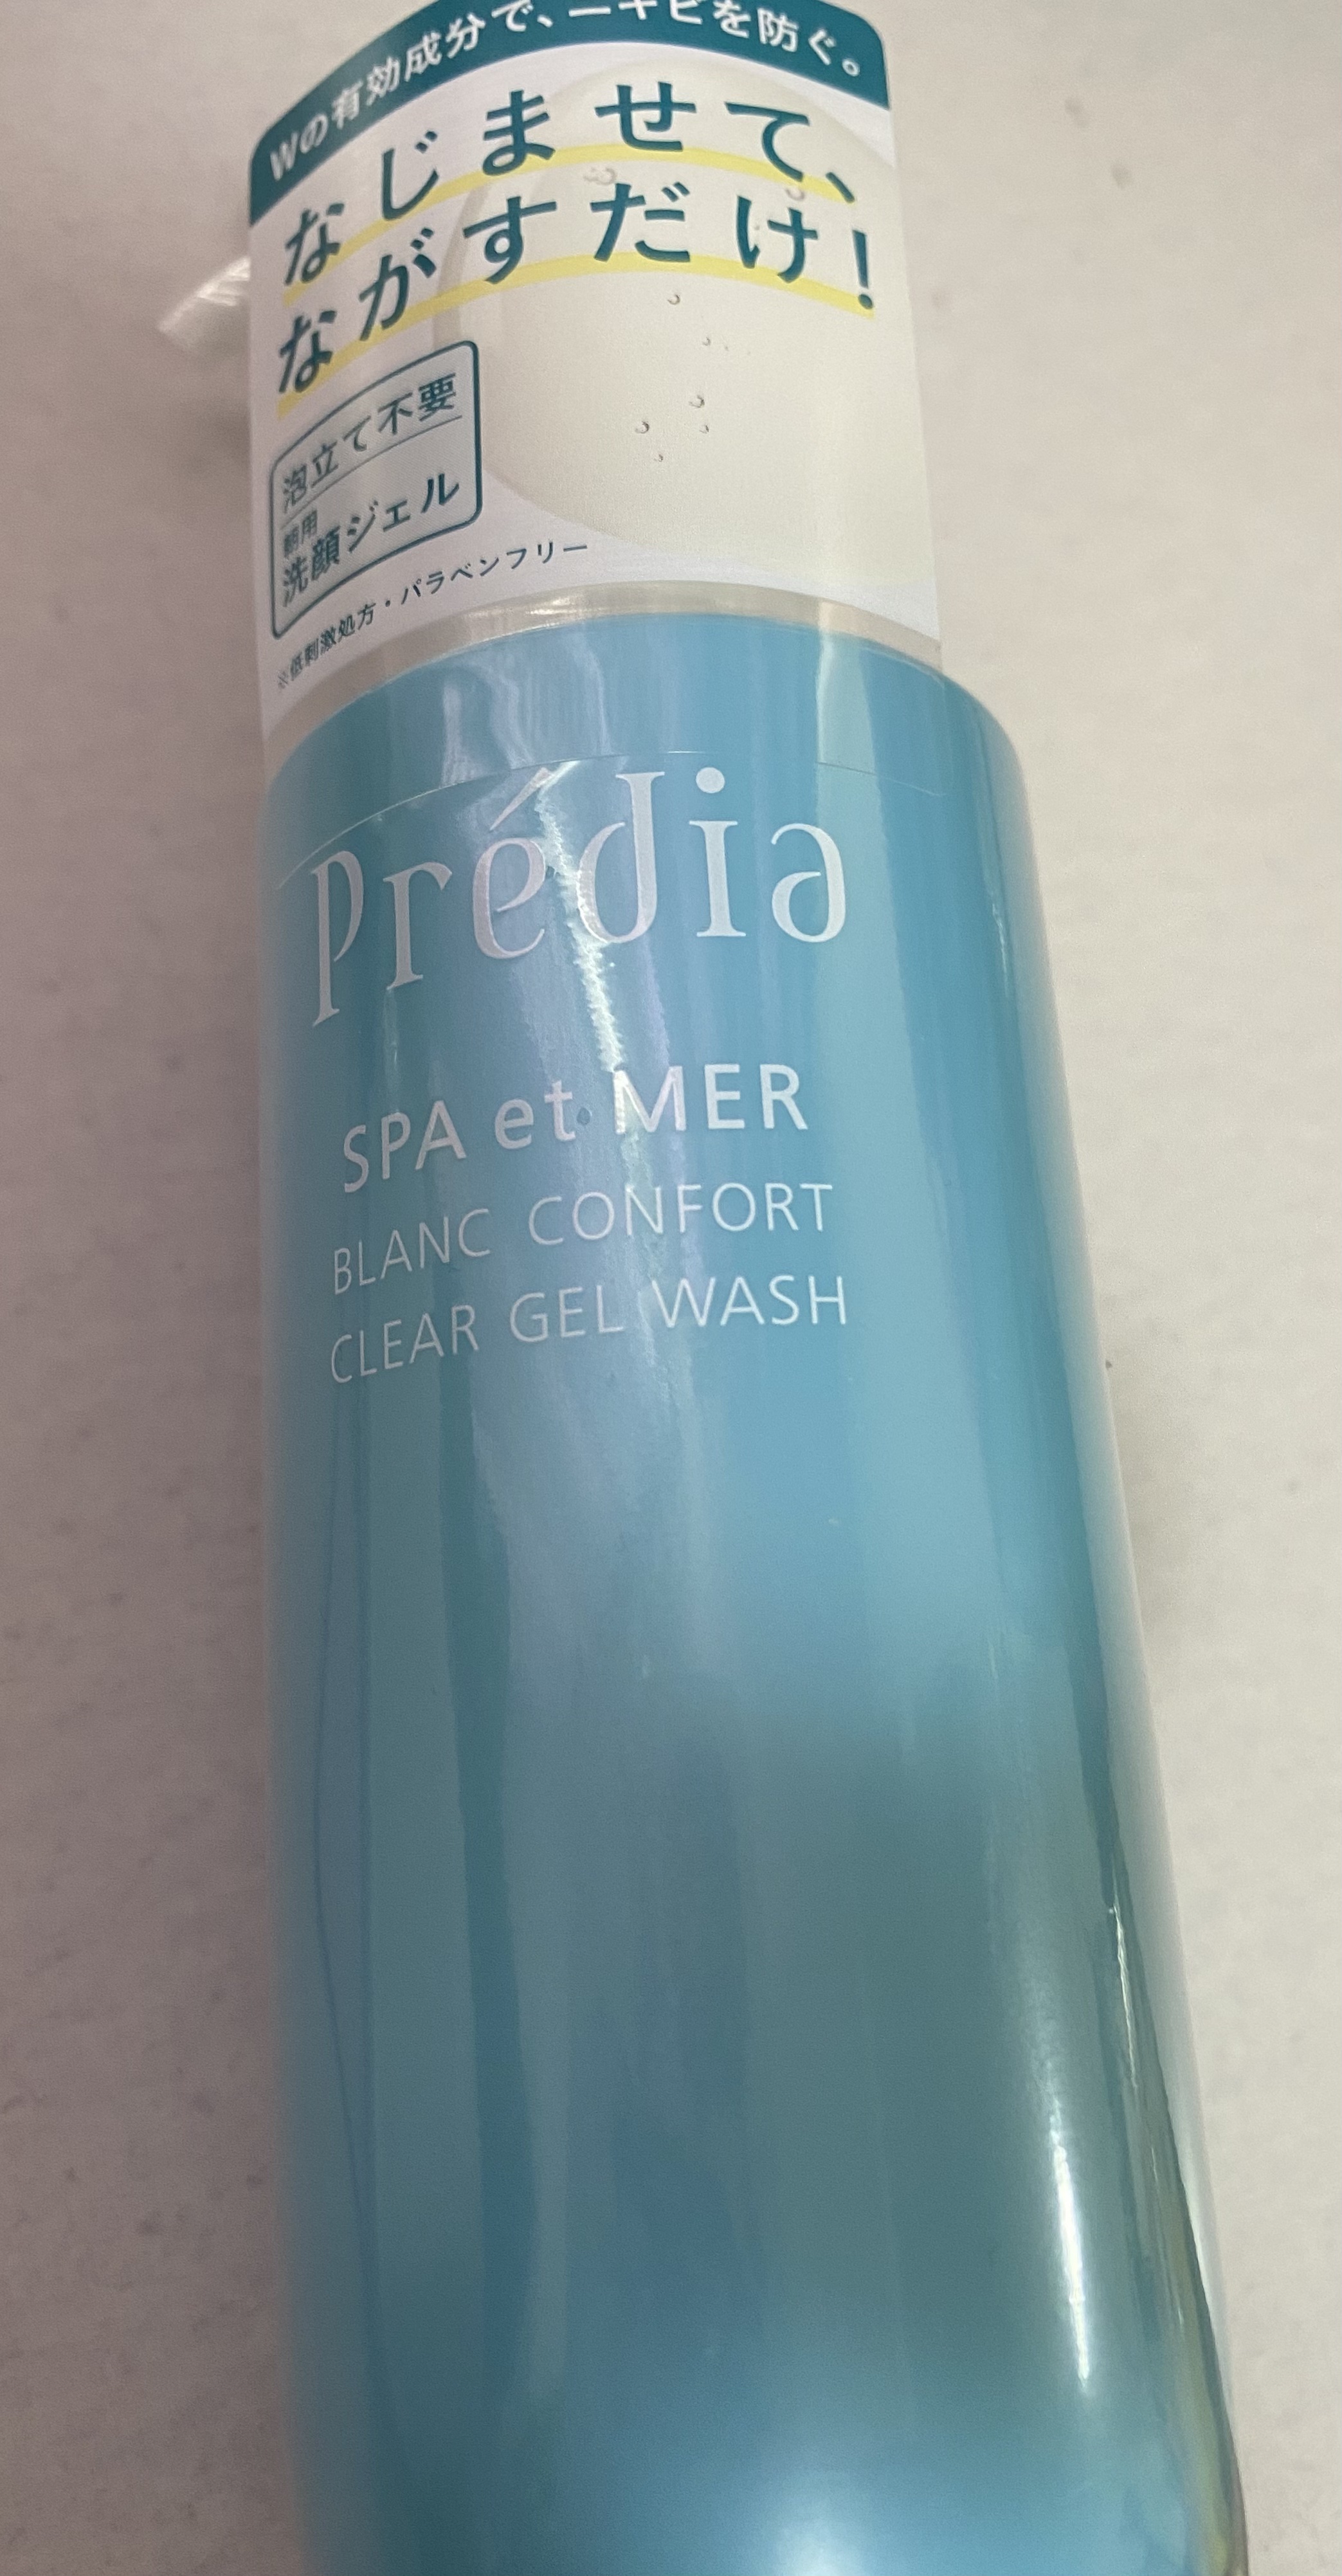 Wの有効成分で、ニキビを防ぐ。
なじませて、
ながすだけ!
泡立て不要
朝用
洗顔ジェル
※低刺激処方・パラベンフリー
Prédia
SPA et MER
BLANC CONFORT
CLEAR GEL WASH